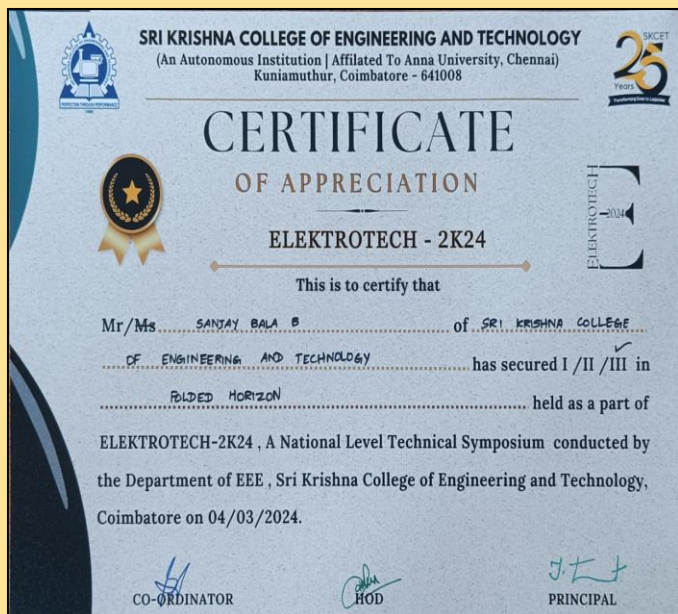 SRI KRISHNA COLLEGE OF ENGINEERING AND TECHNOLOGY
(An Autonomous Institution | Affilated To Anna University, Chennai)
Kuniamuthur, Coimbatore - 641008
SKCET
25
Years
PERFECTION THROUGH PERFORMANCE
CERTIFICATE
OF APPRECIATION
ELEKTROTECH
2024
ELEKTROTECH - 2K24
This is to certify that
Mr/Ms SANJAY BALA B of SRI KRISHNA COLLEGE
OF ENGINEERING AND TECHNOLOGY has secured I /II /III in
FOLDED HORIZON held as a part of
ELEKTROTECH-2K24 , A National Level Technical Symposium conducted by
the Department of EEE , Sri Krishna College of Engineering and Technology,
Coimbatore on 04/03/2024.
CO-ORDINATOR HOD PRINCIPAL